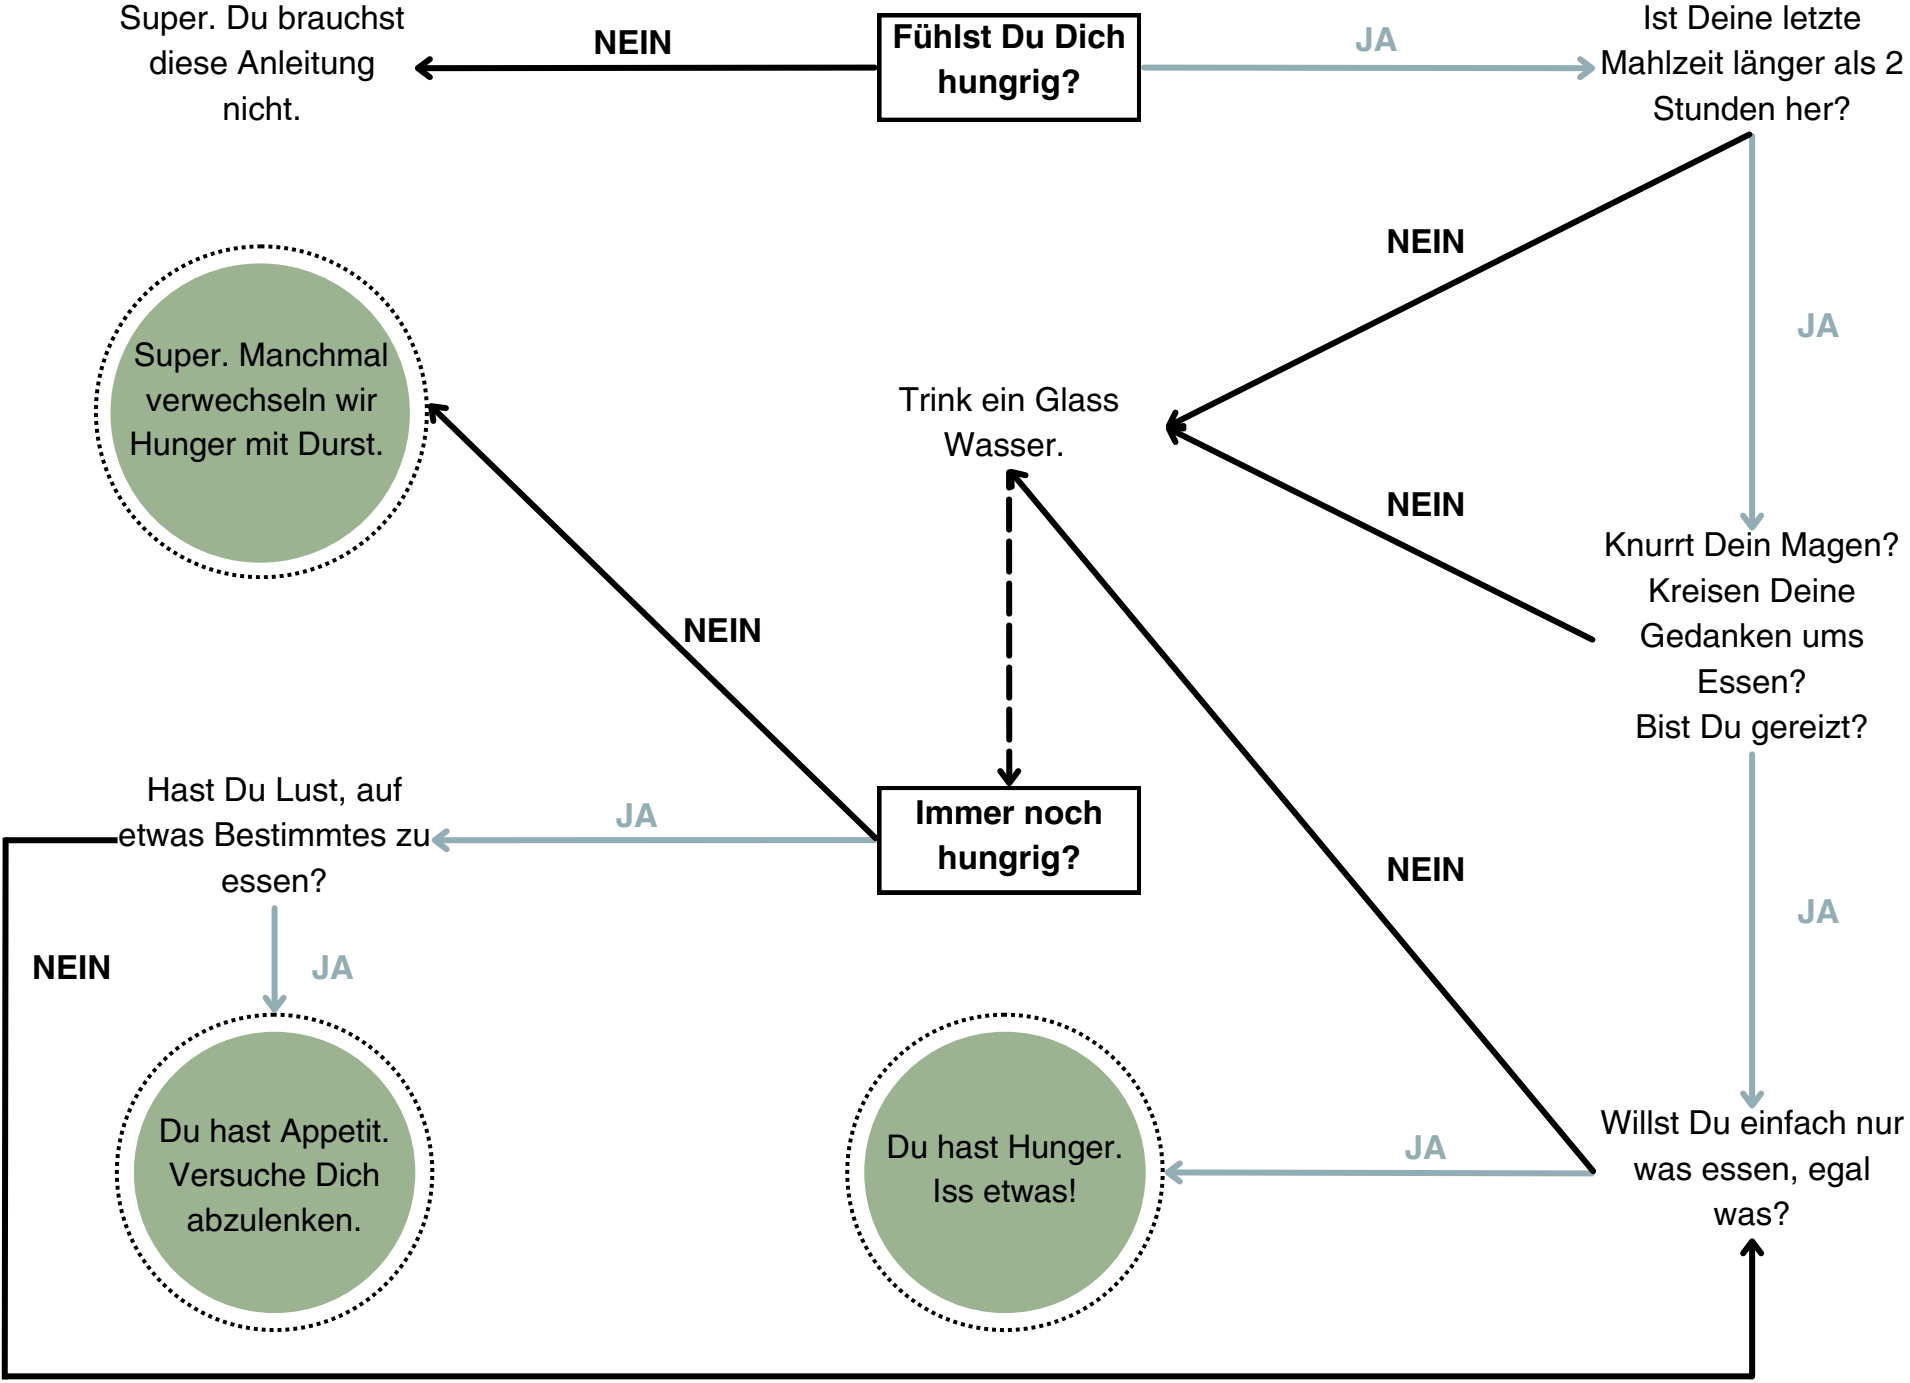 Super. Du brauchst
diese Anleitung
nicht.
NEIN
Fühlst Du Dich
hungrig?
JA
Ist Deine letzte
Mahlzeit länger als 2
Stunden her?
NEIN
JA
Super. Manchmal
verwechseln wir
Hunger mit Durst.
Trink ein Glass
Wasser.
NEIN
Knurrt Dein Magen?
Kreisen Deine
Gedanken ums
Essen?
Bist Du gereizt?
NEIN
Hast Du Lust, auf
etwas Bestimmtes zu
essen?
JA
Immer noch
hungrig?
NEIN
JA
NEIN
JA
Du hast Appetit.
Versuche Dich
abzulenken.
Du hast Hunger.
Iss etwas!
JA
Willst Du einfach nur
was essen, egal
was?